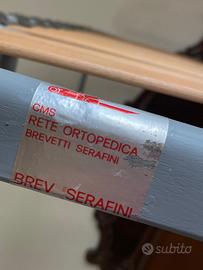 CMS
RETE ORTOPEDICA
BREVETTI SERAFINI
BREV. "SERAFINI
subito